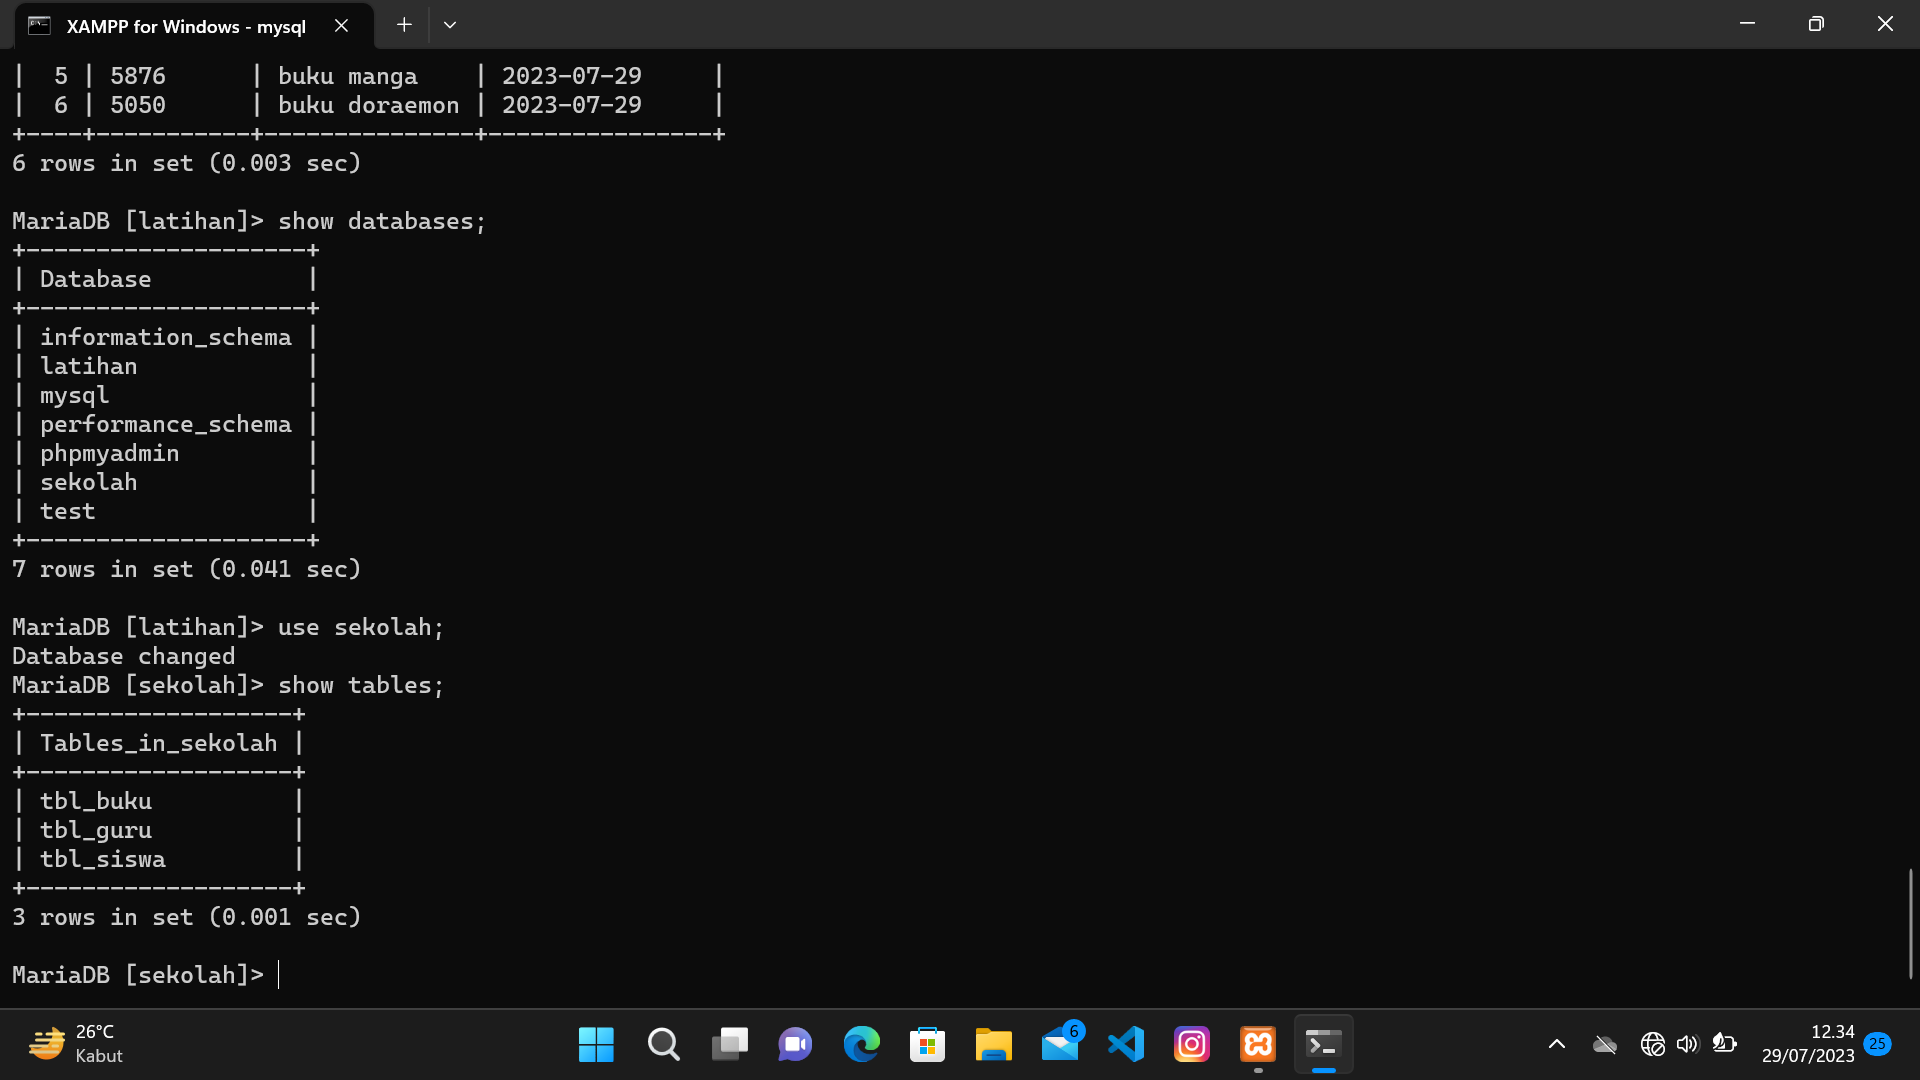 XAMPP for Windows - mysql
|  5 | 5876      | buku manga    | 2023-07-29     |
|  6 | 5050      | buku doraemon | 2023-07-29     |
+----+-----------+---------------+----------------+
6 rows in set (0.003 sec)
MariaDB [latihan]> show databases;
+--------------------+
| Database           |
+--------------------+
| information_schema |
| latihan            |
| mysql              |
| performance_schema |
| phpmyadmin         |
| sekolah            |
| test               |
+--------------------+
7 rows in set (0.041 sec)
MariaDB [latihan]> use sekolah;
Database changed
MariaDB [sekolah]> show tables;
+-------------------+
| Tables_in_sekolah |
+-------------------+
| tbl_buku          |
| tbl_guru          |
| tbl_siswa         |
+-------------------+
3 rows in set (0.001 sec)
MariaDB [sekolah]>
26°C
Kabut
6
12.34
29/07/2023
25